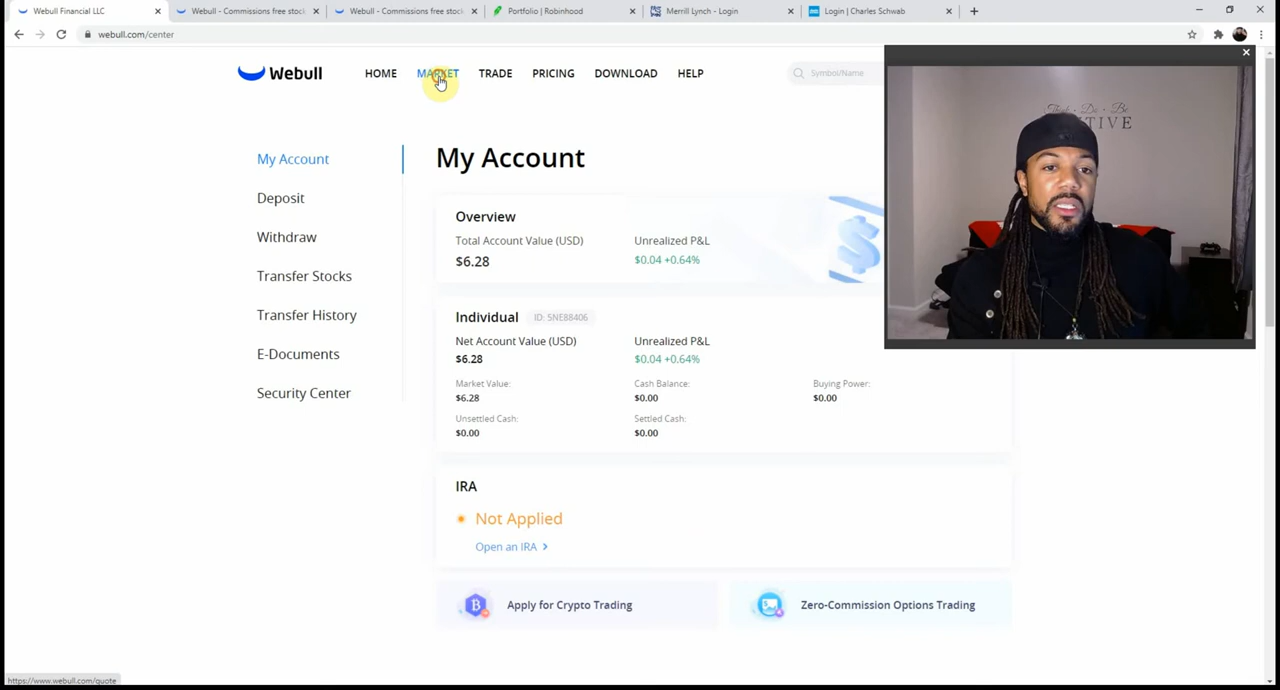 Webull Financial LLC
Webull - Commissions free stock
Webull - Commissions free stock
Portfolio | Robinhood
Merrill Lynch - Login
Login | Charles Schwab
webull.com/center
Webull
HOME
MARKET
TRADE
PRICING
DOWNLOAD
HELP
Symbol/Name
My Account
Deposit
Withdraw
Transfer Stocks
Transfer History
E-Documents
Security Center
My Account
Overview
Total Account Value (USD)
Unrealized P&L
$6.28
$0.04 +0.64%
Individual
ID: 5NE88406
Net Account Value (USD)
Unrealized P&L
$6.28
$0.04 +0.64%
Market Value:
Cash Balance:
Buying Power:
$6.28
$0.00
$0.00
Unsettled Cash:
Settled Cash:
$0.00
$0.00
IRA
Not Applied
Open an IRA >
Apply for Crypto Trading
Zero-Commission Options Trading
https://www.webull.com/quote